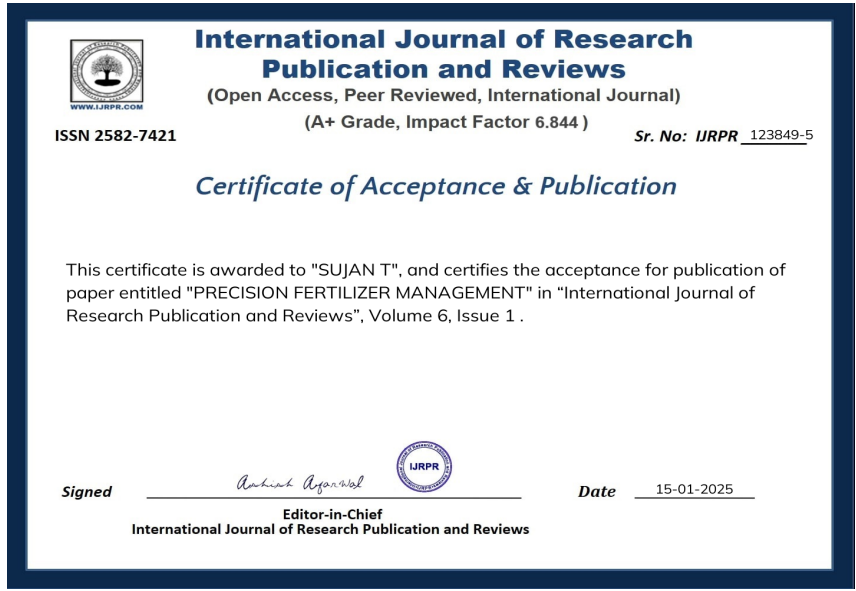 International Journal of Research
Publication and Reviews
(Open Access, Peer Reviewed, International Journal)
(A+ Grade, Impact Factor 6.844 )
WWW.IJRPR.COM
ISSN 2582-7421
Sr. No: IJRPR 123849-5
Certificate of Acceptance & Publication
This certificate is awarded to "SUJAN T", and certifies the acceptance for publication of
paper entitled "PRECISION FERTILIZER MANAGEMENT" in “International Journal of
Research Publication and Reviews”, Volume 6, Issue 1 .
IJRPR
Signed
Agarwal
Date 15-01-2025
Editor-in-Chief
International Journal of Research Publication and Reviews